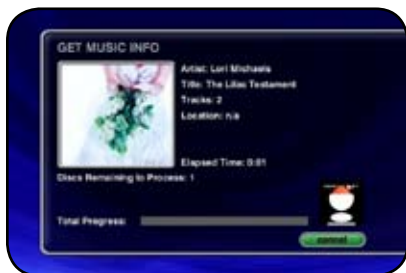 GET MUSIC INFO
Artist: Lori Michaels
Title: The Lilac Testament
Tracks: 2
Location: n/a
Elapsed Time: 0:01
Discs Remaining to Process: 1
Total Progress:
cancel